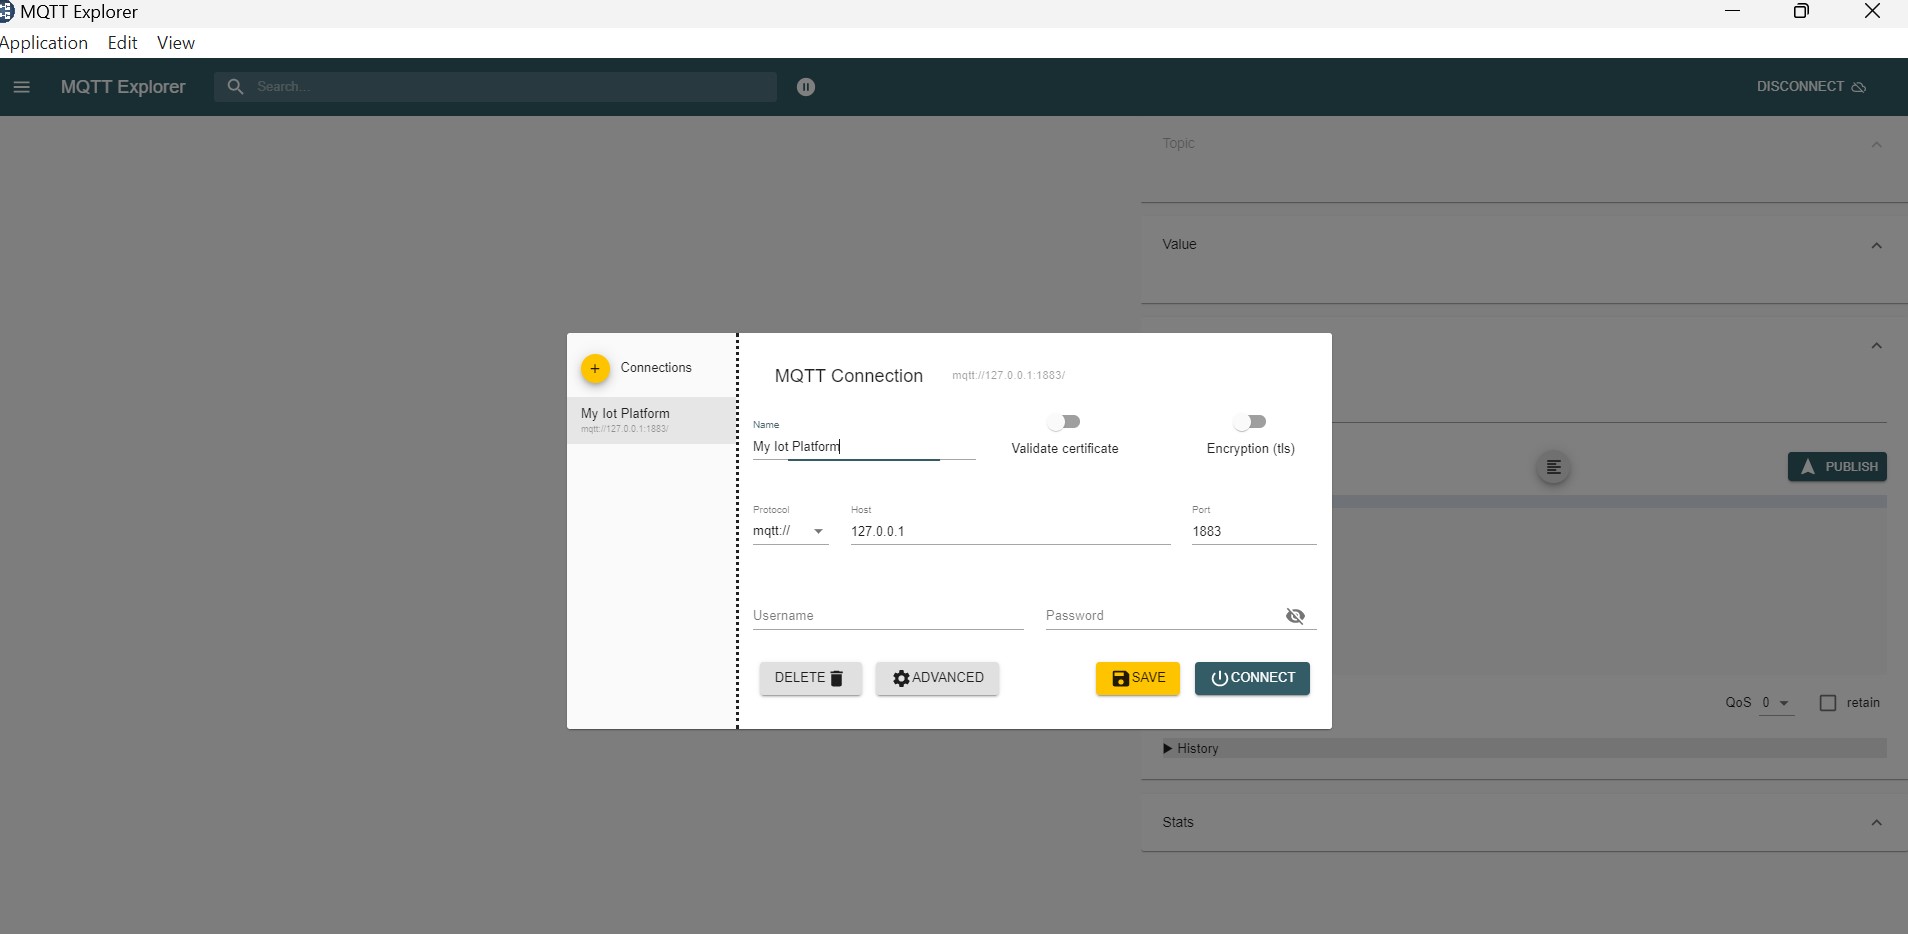 MQTT Explorer
Application Edit View
MQTT Explorer Search... DISCONNECT
Topic
Value
+ Connections
My Iot Platform
mqtt://127.0.0.1:1883/
MQTT Connection mqtt://127.0.0.1:1883/
Name
My Iot Platform
Validate certificate Encryption (tls)
Protocol Host Port
mqtt:// 127.0.0.1 1883
Username Password
DELETE ADVANCED SAVE CONNECT
PUBLISH
QoS 0 retain
History
Stats